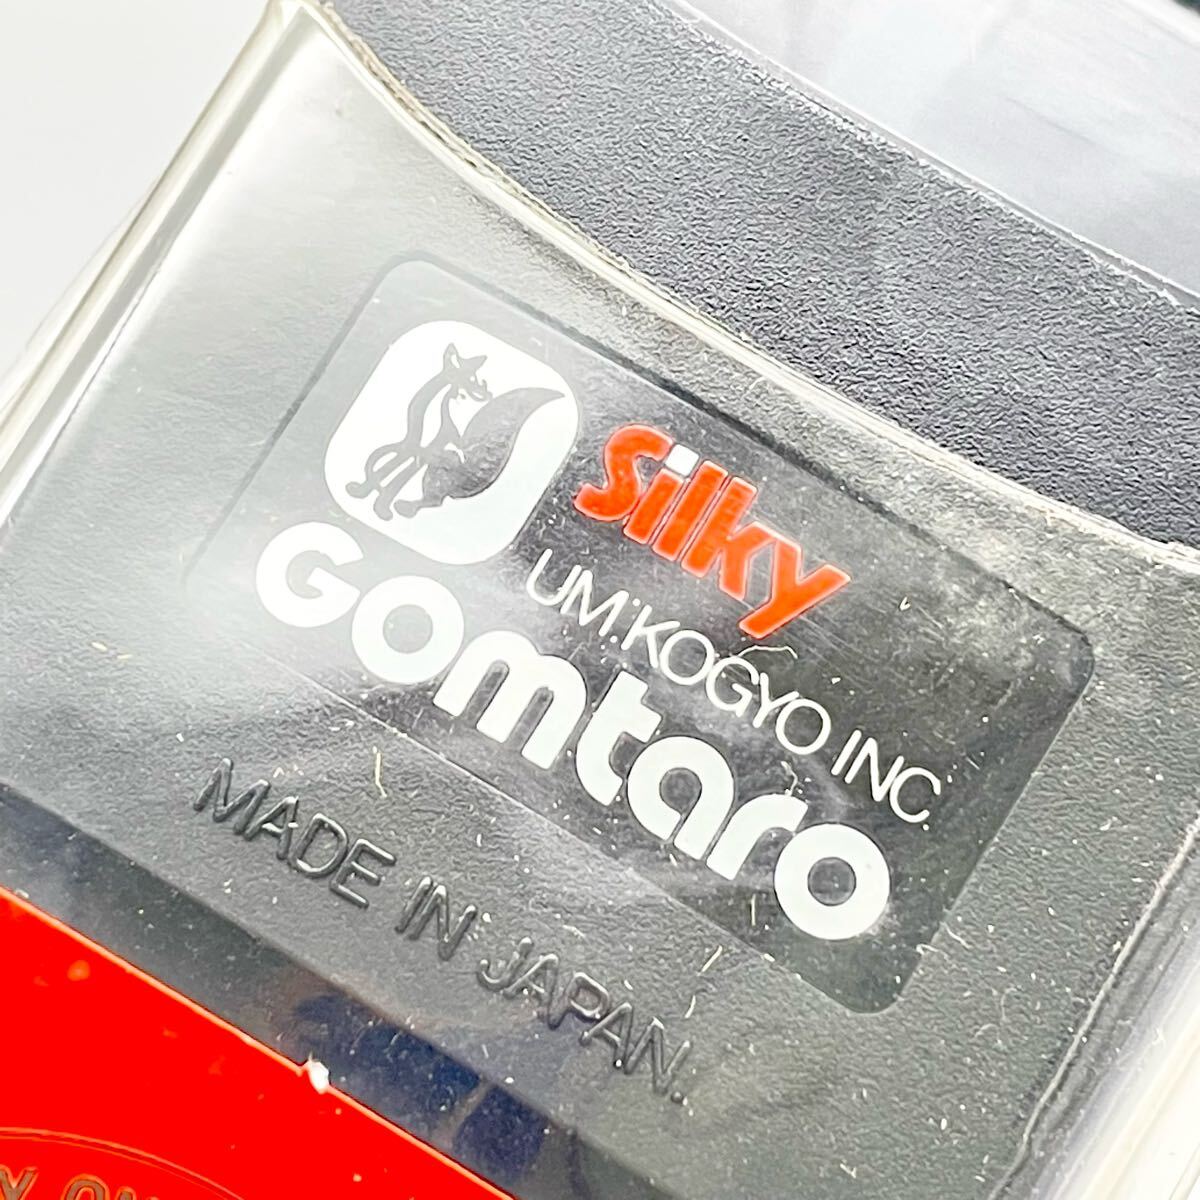 Silky
UM:KOGYO INC.
Gomtaro
MADE IN JAPAN.